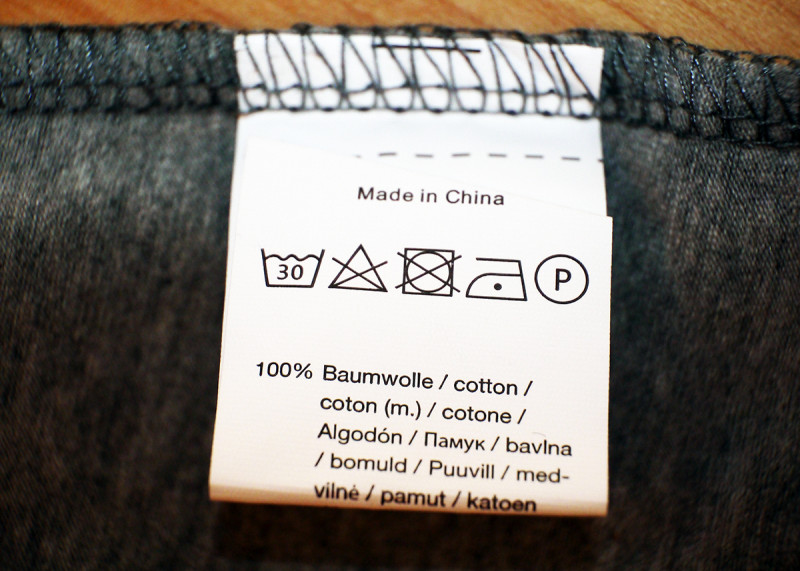 Made in China
30 P
100% Baumwolle / cotton /
coton (m.) / cotone /
Algodón / Памук / bavlna
/ bomuld / Puuvill / med-
vilnė / pamut / katoen